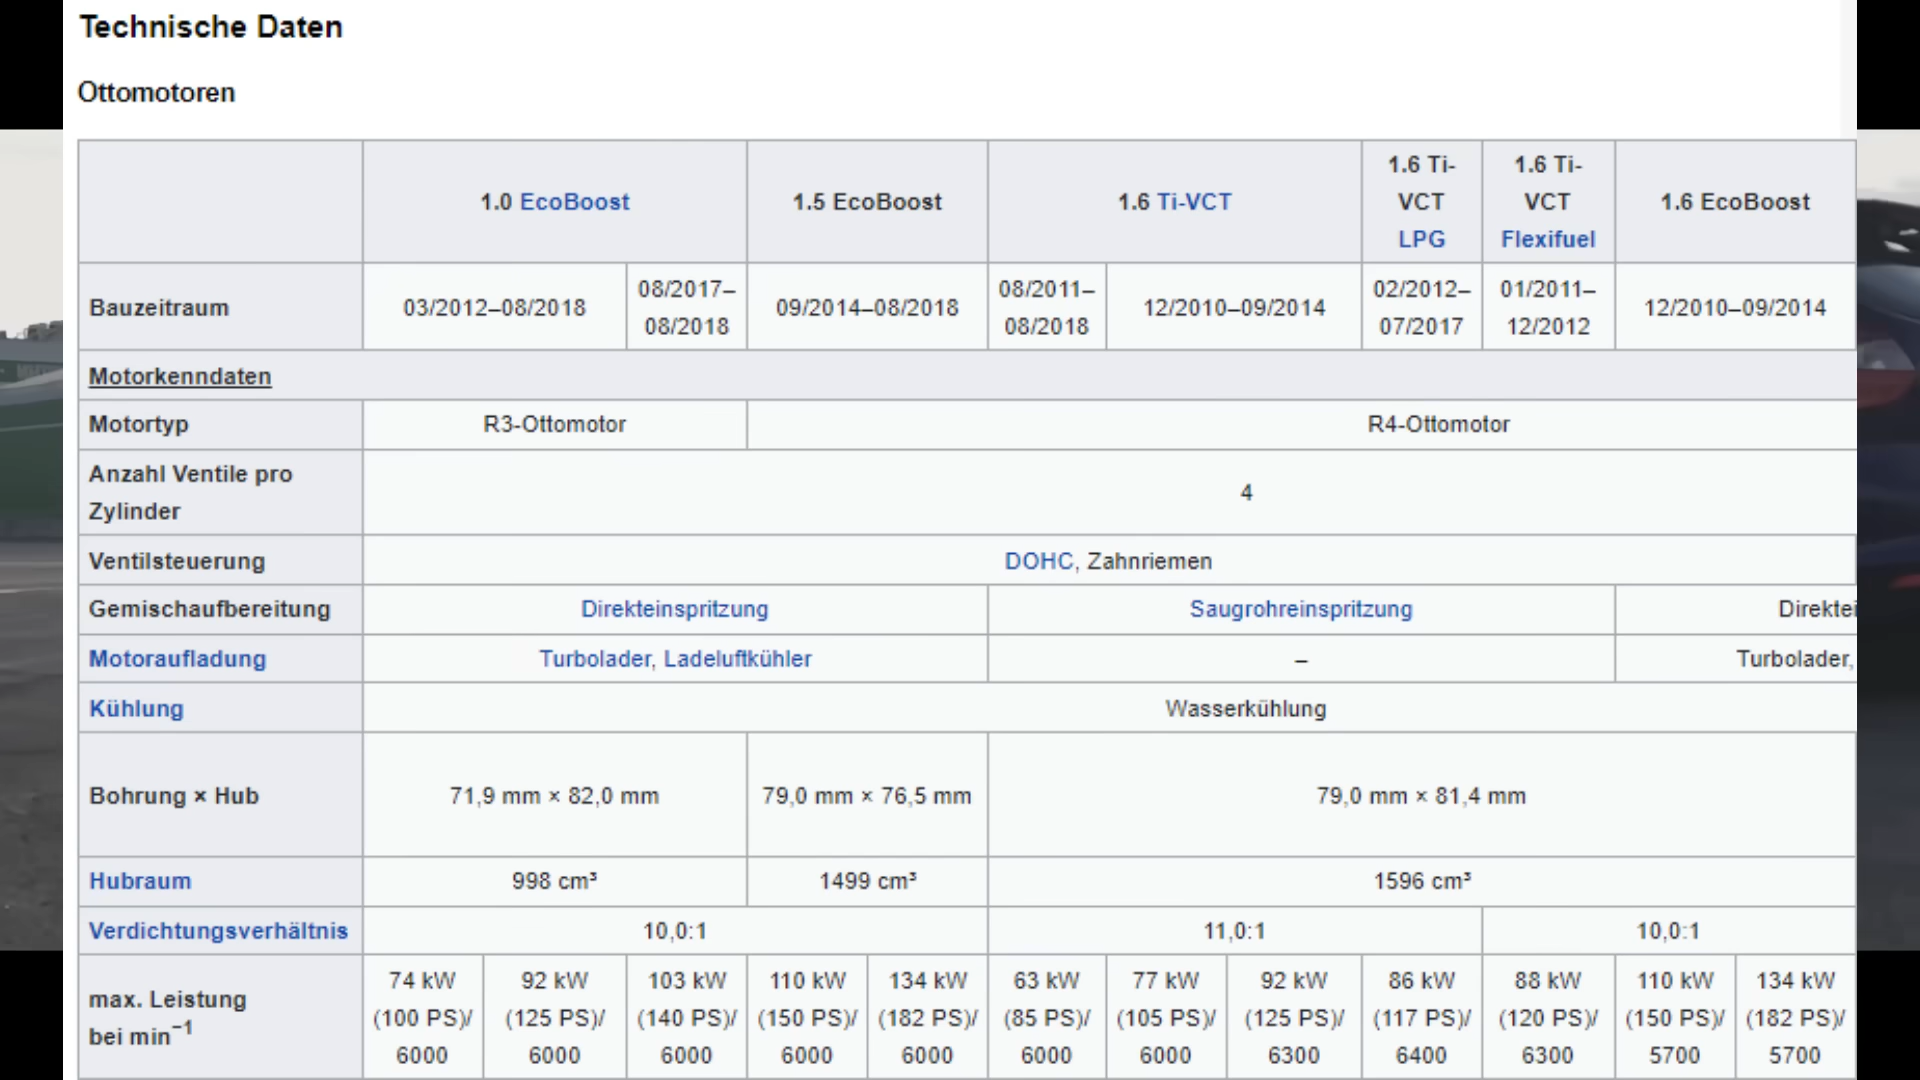 Technische Daten
Ottomotoren
1.0 EcoBoost
1.5 EcoBoost
1.6 Ti-VCT
1.6 Ti-
VCT
LPG
1.6 Ti-
VCT
Flexifuel
1.6 EcoBoost
Bauzeitraum
03/2012–08/2018
08/2017–
08/2018
09/2014–08/2018
08/2011–
08/2018
12/2010–09/2014
02/2012–
07/2017
01/2011–
12/2012
12/2010–09/2014
Motorkenndaten
Motortyp
R3-Ottomotor
R4-Ottomotor
Anzahl Ventile pro
Zylinder
4
Ventilsteuerung
DOHC, Zahnriemen
Gemischaufbereitung
Direkteinspritzung
Saugrohreinspritzung
Direktei
Motoraufladung
Turbolader, Ladeluftkühler
–
Turbolader,
Kühlung
Wasserkühlung
Bohrung × Hub
71,9 mm × 82,0 mm
79,0 mm × 76,5 mm
79,0 mm × 81,4 mm
Hubraum
998 cm³
1499 cm³
1596 cm³
Verdichtungsverhältnis
10,0:1
11,0:1
10,0:1
max. Leistung
bei min⁻¹
74 kW
(100 PS)/
6000
92 kW
(125 PS)/
6000
103 kW
(140 PS)/
6000
110 kW
(150 PS)/
6000
134 kW
(182 PS)/
6000
63 kW
(85 PS)/
6000
77 kW
(105 PS)/
6000
92 kW
(125 PS)/
6300
86 kW
(117 PS)/
6400
88 kW
(120 PS)/
6300
110 kW
(150 PS)/
5700
134 kW
(182 PS)/
5700